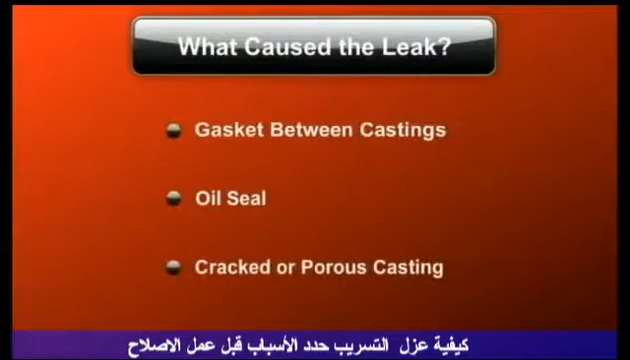 What Caused the Leak?
Gasket Between Castings
Oil Seal
Cracked or Porous Casting
كيفية عزل التسريب حدد الأسباب قبل عمل الاصلاح